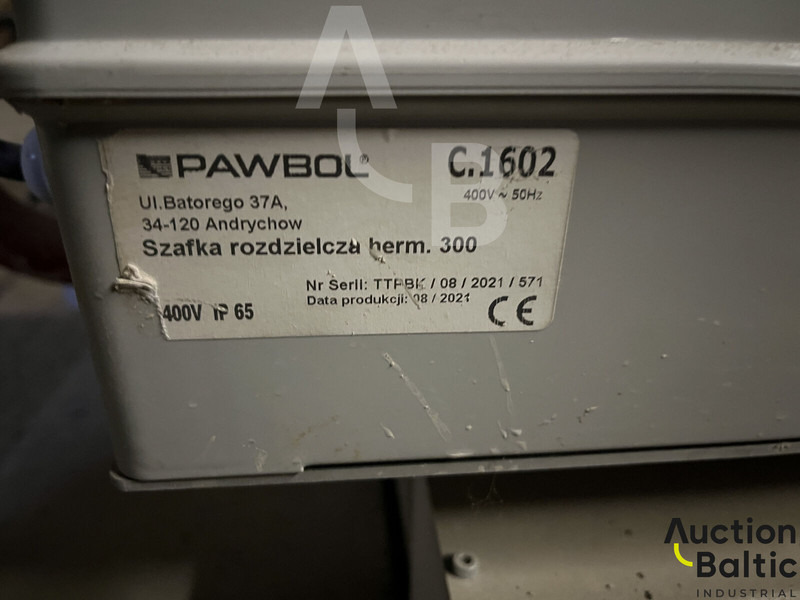 PAWBOL®
C.1602
400V ~ 50Hz
Ul.Batorego 37A,
34-120 Andrychow
Szafka rozdzielcza herm. 300
Nr Serii: TTPBK / 08 / 2021 / 571
Data produkcji: 08 / 2021
400V IP 65
CE
AB
Auction
Baltic
INDUSTRIAL